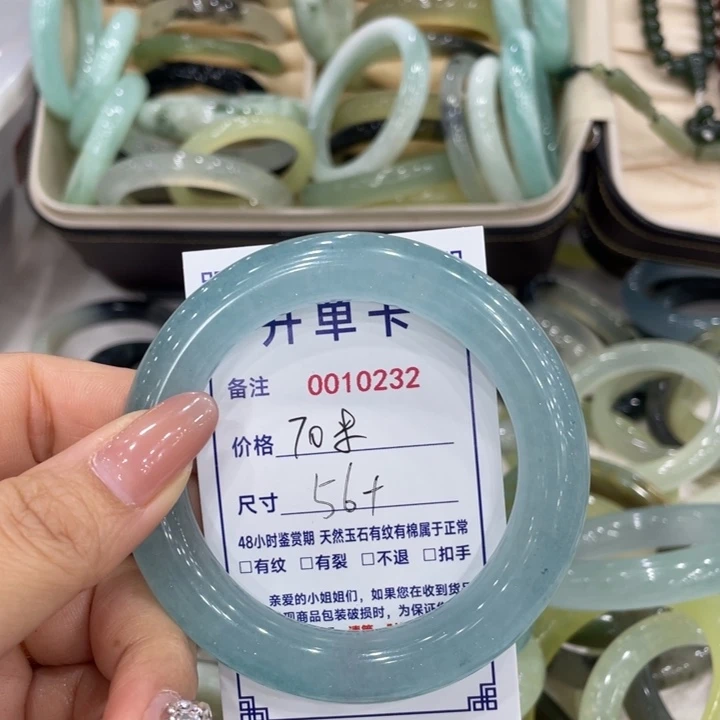 开单卡
备注 0010232
价格 70米
尺寸 56+
48小时鉴赏期 天然玉石有纹有棉属于正常
□有纹 □有裂 □不退 □扣手
亲爱的小姐姐们，如果您在收到货
现商品包装破损时，为保证